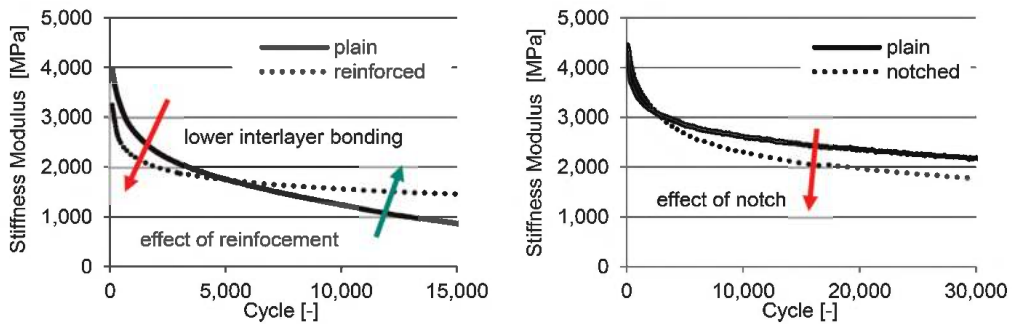 5,000
4,000
3,000
2,000
1,000
0
Stiffness Modulus [MPa]
plain
reinforced
lower interlayer bonding
effect of reinfocement
0
5,000
10,000
15,000
Cycle [-]
5,000
4,000
3,000
2,000
1,000
0
Stiffness Modulus [MPa]
plain
notched
effect of notch
0
10,000
20,000
30,000
Cycle [-]